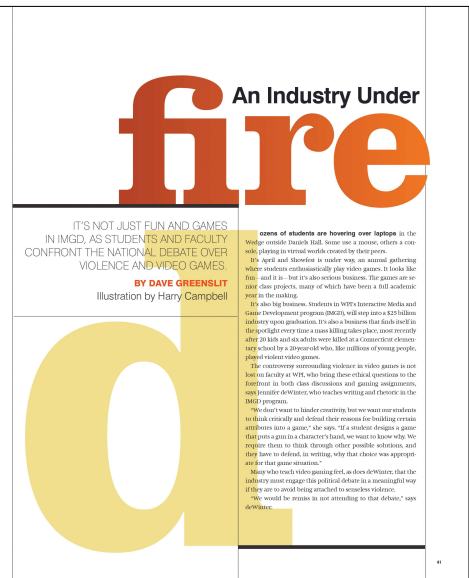 An Industry Under
fire
IT'S NOT JUST FUN AND GAMES
IN IMGD, AS STUDENTS AND FACULTY
CONFRONT THE NATIONAL DEBATE OVER
VIOLENCE AND VIDEO GAMES.
BY DAVE GREENSLIT
Illustration by Harry Campbell
d
ozens of students are hovering over laptops in the
Wedge outside Daniels Hall. Some use a mouse, others a con-
sole, playing in virtual worlds created by their peers.
It's April and Showfest is under way, an annual gathering
where students enthusiastically play video games. It looks like
fun—and it is—but it's also serious business. The games are se-
nior class projects, many of which have been a full academic
year in the making.
It's also big business. Students in WPI's Interactive Media and
Game Development program (IMGD), will step into a $25 billion
industry upon graduation. It's also a business that finds itself in
the spotlight every time a mass killing takes place, most recently
after 20 kids and six adults were killed at a Connecticut elemen-
tary school by a 20-year-old who, like millions of young people,
played violent video games.
The controversy surrounding violence in video games is not
lost on faculty at WPI, who bring these ethical questions to the
forefront in both class discussions and gaming assignments,
says Jennifer deWinter, who teaches writing and rhetoric in the
IMGD program.
"We don't want to hinder creativity, but we want our students
to think critically and defend their reasons for building certain
attributes into a game," she says. "If a student designs a game
that puts a gun in a character's hand, we want to know why. We
require them to think through other possible solutions, and
they have to defend, in writing, why that choice was appropri-
ate for that game situation."
Many who teach video gaming feel, as does deWinter, that the
industry must engage this political debate in a meaningful way
if they are to avoid being attached to senseless violence.
"We would be remiss in not attending to that debate," says
deWinter.
41